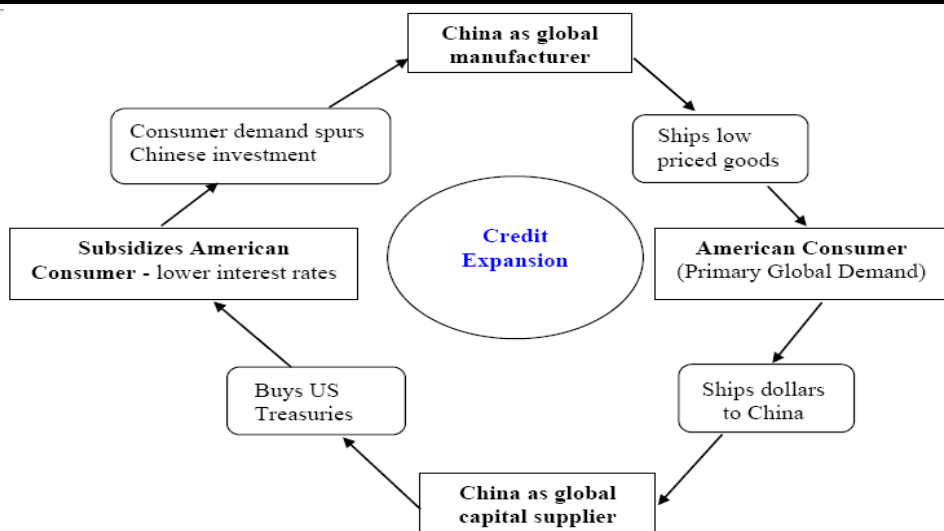 China as global
manufacturer
Consumer demand spurs
Chinese investment
Ships low
priced goods
Credit
Expansion
Subsidizes American
Consumer - lower interest rates
American Consumer
(Primary Global Demand)
Buys US
Treasuries
Ships dollars
to China
China as global
capital supplier